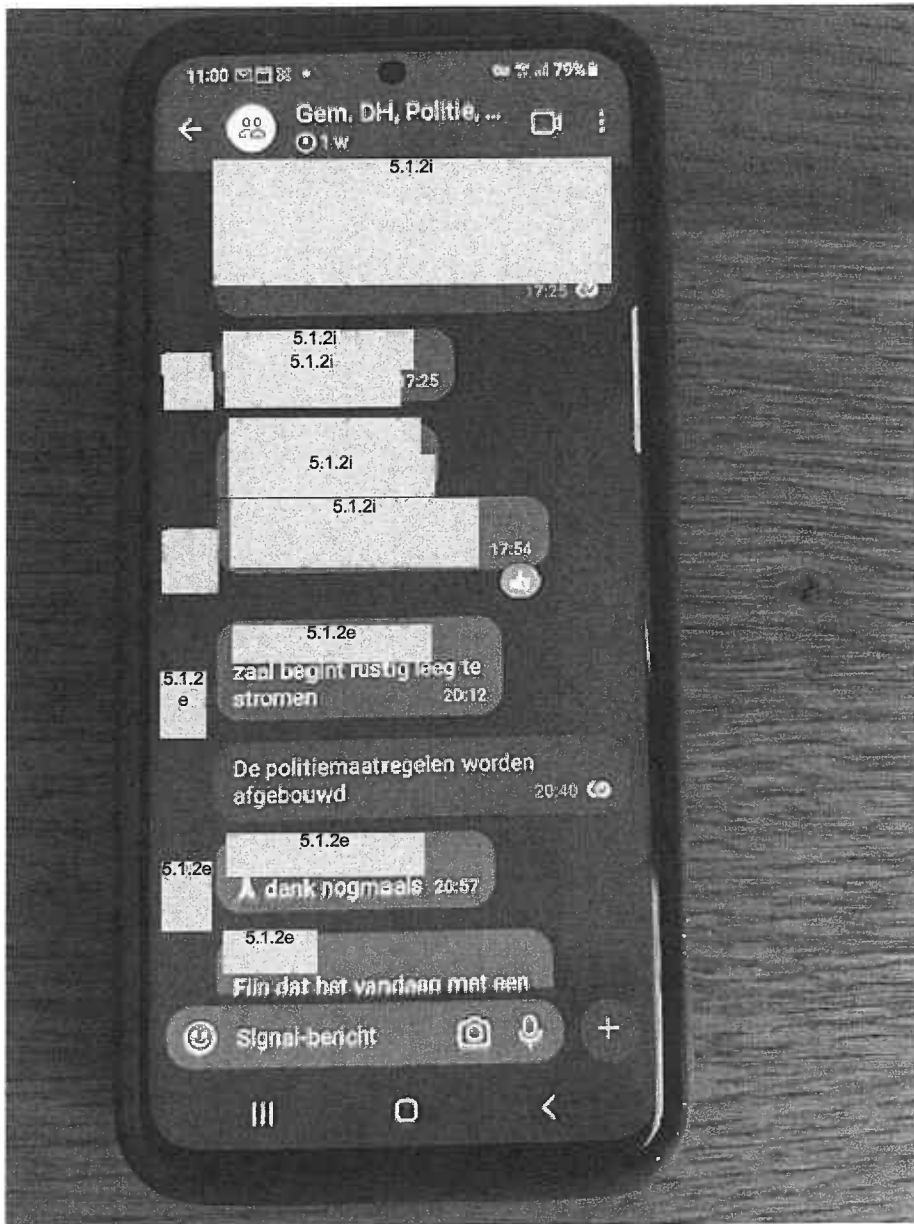 11:00
79%
Gem. DH, Politie, ...
1 w
5.1.2i
17:25
5.1.2i
5.1.2i
17:25
5.1.2i
5.1.2i
17:54
5.1.2e
zaal begint rustig leeg te
stromen 20:12
5.1.2
e
De politiemaatregelen worden
afgebouwd 20:40
5.1.2e
5.1.2e
dank nogmaals 20:57
5.1.2e
Fijn dat het vandaag met een
Signal-bericht